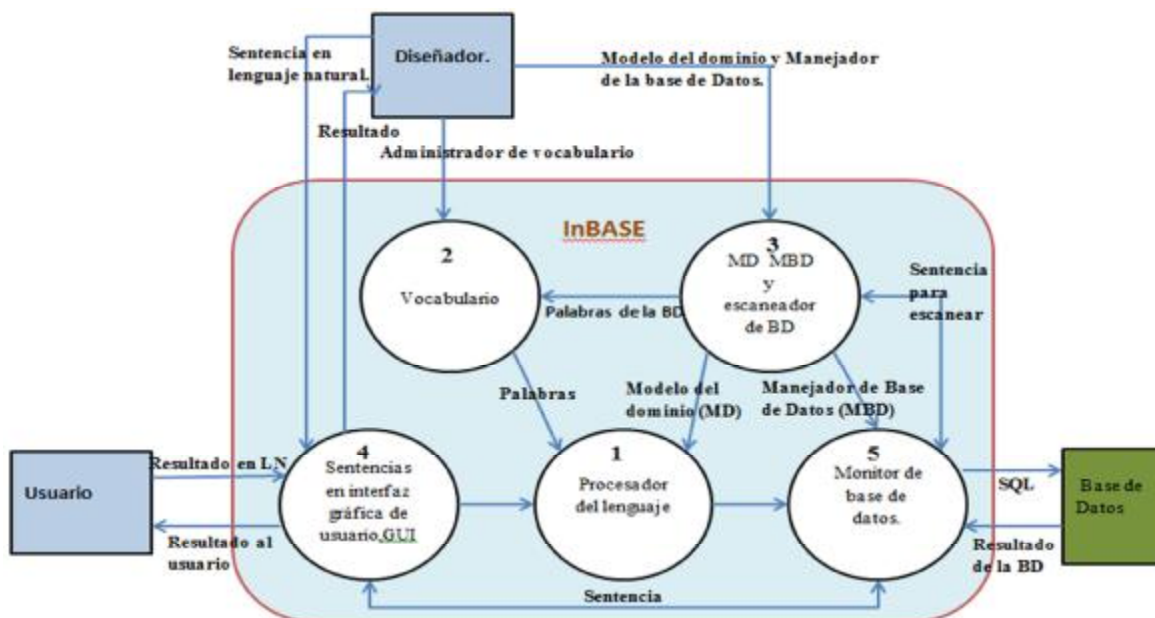 Diseñador.
Sentencia en
lenguaje natural.
Modelo del dominio y Manejador
de la base de Datos.
Resultado
Administrador de vocabulario
InBASE
2
Vocabulario
3
MD MBD
y
escaneador
de BD
Sentencia
para
escanear
Palabras de la BD
Palabras
Modelo del
dominio (MD)
Manejador de Base
de Datos (MBD)
Usuario
Resultado en LN
Resultado al
usuario
4
Sentencias
en interfaz
gráfica de
usuario,GUI
1
Procesador
del lenguaje
5
Monitor de
base de
datos.
SQL
Resultado
de la BD
Base de
Datos
Sentencia